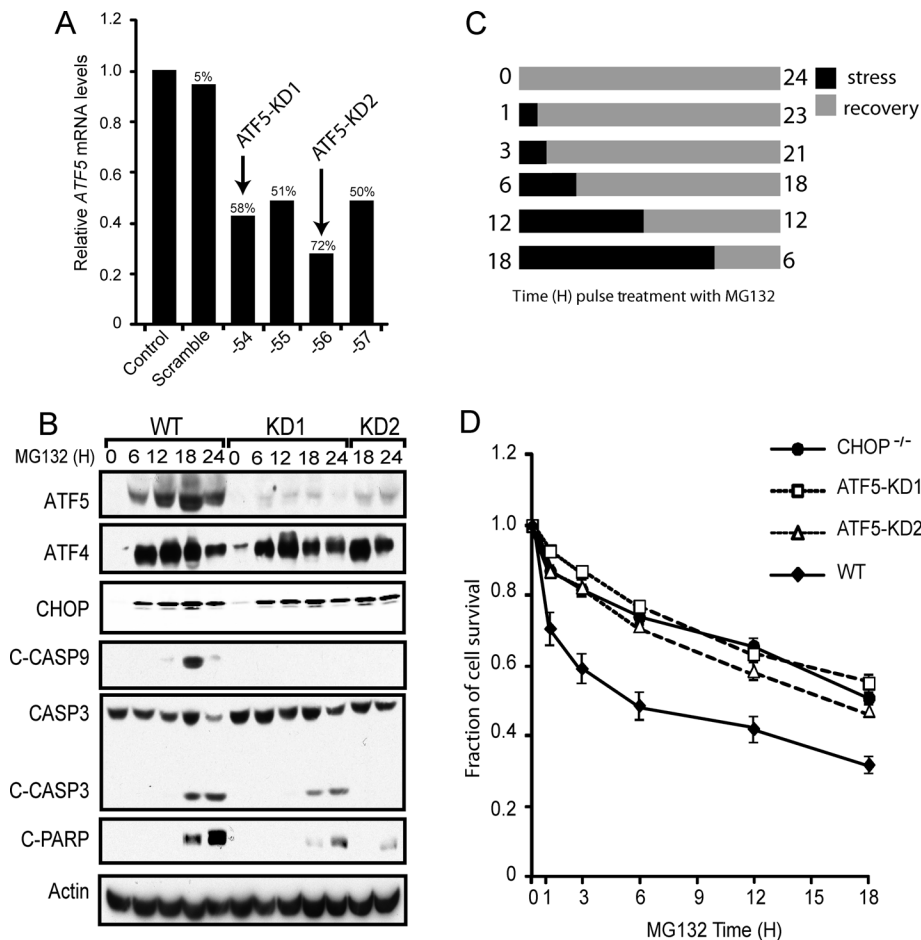 A
Relative ATF5 mRNA levels
1.2
1.0
0.8
0.6
0.4
0.2
0
5%
58%
51%
72%
50%
ATF5-KD1
ATF5-KD2
Control
Scramble
-54
-55
-56
-57
C
0 24
1 23
3 21
6 18
12 12
18 6
stress
recovery
Time (H) pulse treatment with MG132
B
WT KD1 KD2
MG132 (H) 0 6 12 18 24 0 6 12 18 24 18 24
ATF5
ATF4
CHOP
C-CASP9
CASP3
C-CASP3
C-PARP
Actin
D
Fraction of cell survival
1.2
1.0
0.8
0.6
0.4
0.2
0
0 1 3 6 9 12 15 18
MG132 Time (H)
CHOP -/-
ATF5-KD1
ATF5-KD2
WT